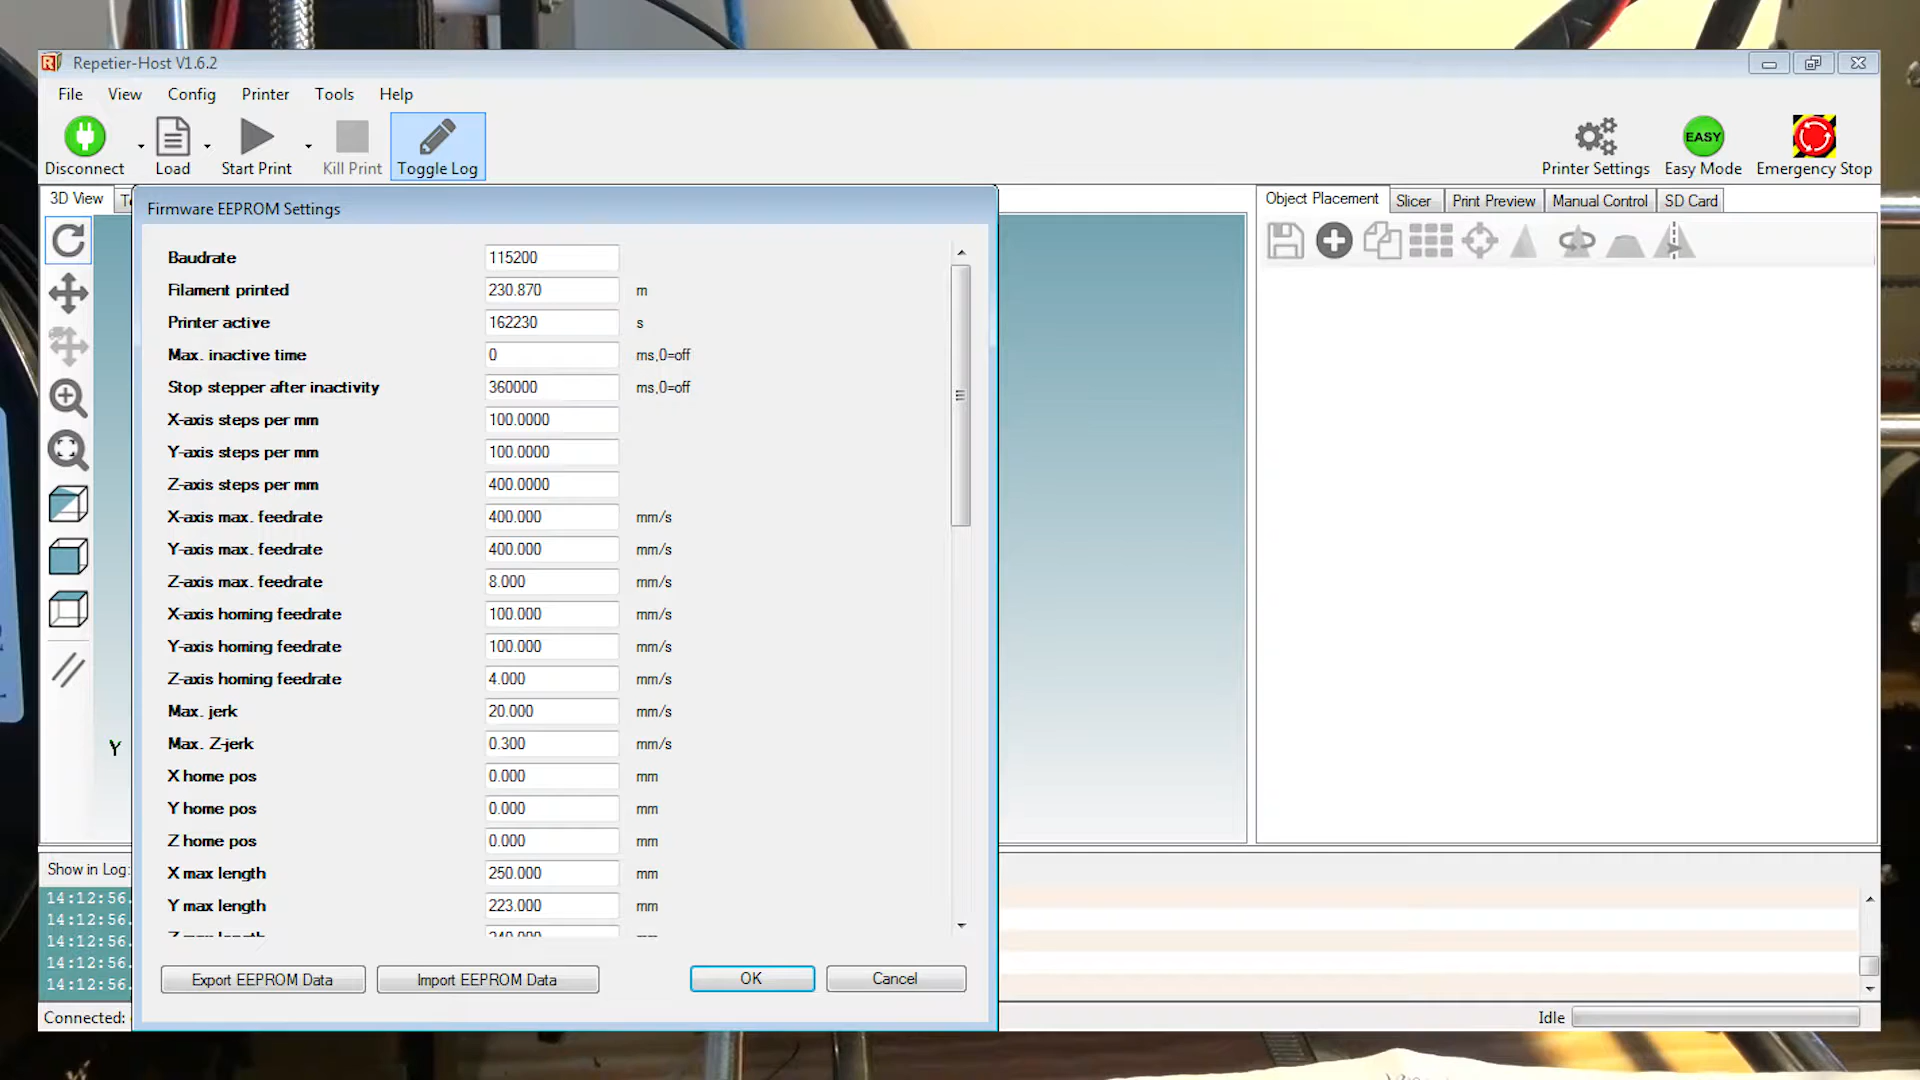 Repetier-Host V1.6.2
File View Config Printer Tools Help
Disconnect Load Start Print Kill Print Toggle Log Printer Settings EASY Easy Mode Emergency Stop
3D View
Object Placement Slicer Print Preview Manual Control SD Card
Firmware EEPROM Settings
Baudrate 115200
Filament printed 230.870 m
Printer active 162230 s
Max. inactive time 0 ms,0=off
Stop stepper after inactivity 360000 ms,0=off
X-axis steps per mm 100.0000
Y-axis steps per mm 100.0000
Z-axis steps per mm 400.0000
X-axis max. feedrate 400.000 mm/s
Y-axis max. feedrate 400.000 mm/s
Z-axis max. feedrate 8.000 mm/s
X-axis homing feedrate 100.000 mm/s
Y-axis homing feedrate 100.000 mm/s
Z-axis homing feedrate 4.000 mm/s
Max. jerk 20.000 mm/s
Y
Max. Z-jerk 0.300 mm/s
X home pos 0.000 mm
Y home pos 0.000 mm
Z home pos 0.000 mm
X max length 250.000 mm
Y max length 223.000 mm
Show in Log:
14:12:56.
14:12:56.
14:12:56.
14:12:56.
14:12:56.
Export EEPROM Data Import EEPROM Data OK Cancel
Connected: Idle